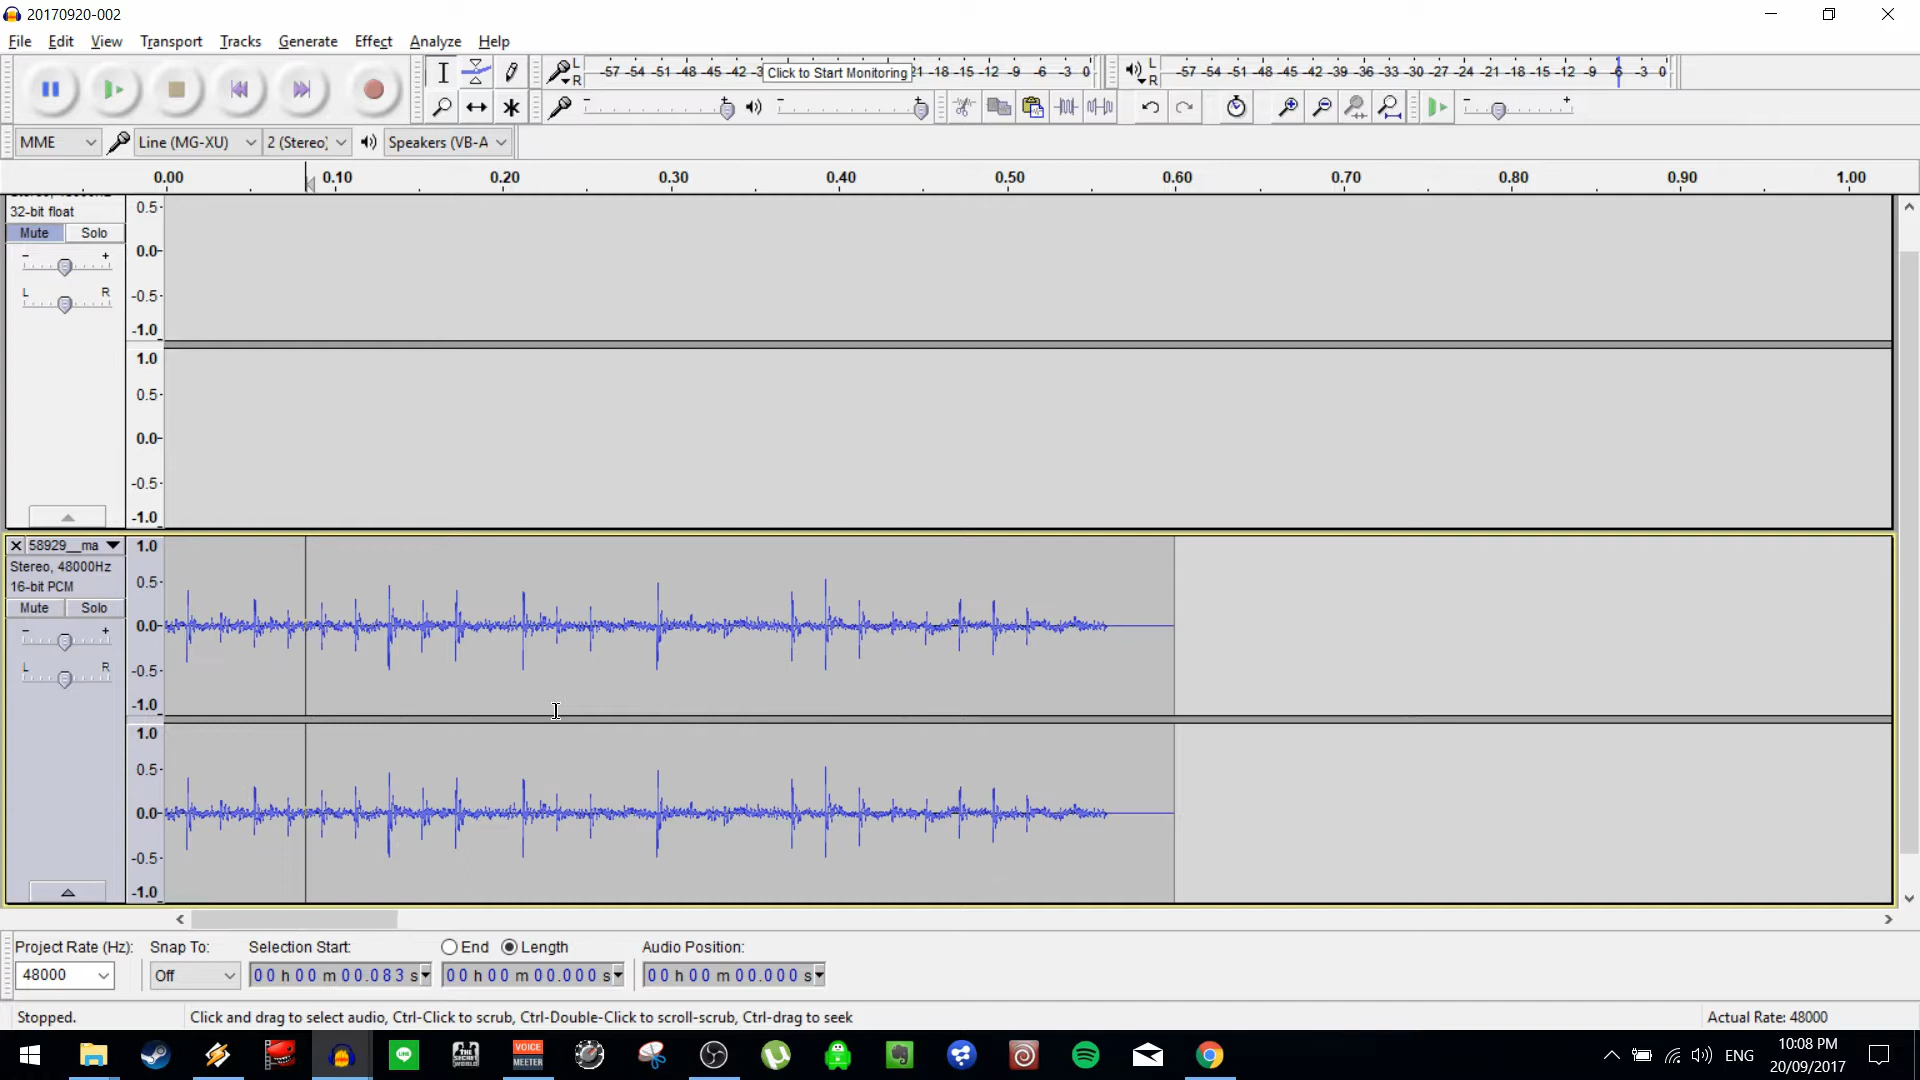 20170920-002
File Edit View Transport Tracks Generate Effect Analyze Help
L
R
-57 -54 -51 -48 -45 -42 -3 Click to Start Monitoring 21 -18 -15 -12 -9 -6 -3 0
L
R
-57 -54 -51 -48 -45 -42 -39 -36 -33 -30 -27 -24 -21 -18 -15 -12 -9 -6 -3 0
MME Line (MG-XU) 2 (Stereo) Speakers (VB-A
0.00 0.10 0.20 0.30 0.40 0.50 0.60 0.70 0.80 0.90 1.00
32-bit float
Mute Solo
- +
L R
0.5
0.0
-0.5
-1.0
1.0
0.5
0.0
-0.5
-1.0
58929__ma
Stereo, 48000Hz
16-bit PCM
Mute Solo
- +
L R
1.0
0.5
0.0
-0.5
-1.0
1.0
0.5
0.0
-0.5
-1.0
Project Rate (Hz): Snap To: Selection Start: End Length Audio Position:
48000 Off 00 h 00 m 00.083 s 00 h 00 m 00.000 s 00 h 00 m 00.000 s
Stopped. Click and drag to select audio, Ctrl-Click to scrub, Ctrl-Double-Click to scroll-scrub, Ctrl-drag to seek Actual Rate: 48000
LINE
THE SECRET WORLD
VOICE MEETER
ENG
10:08 PM
20/09/2017